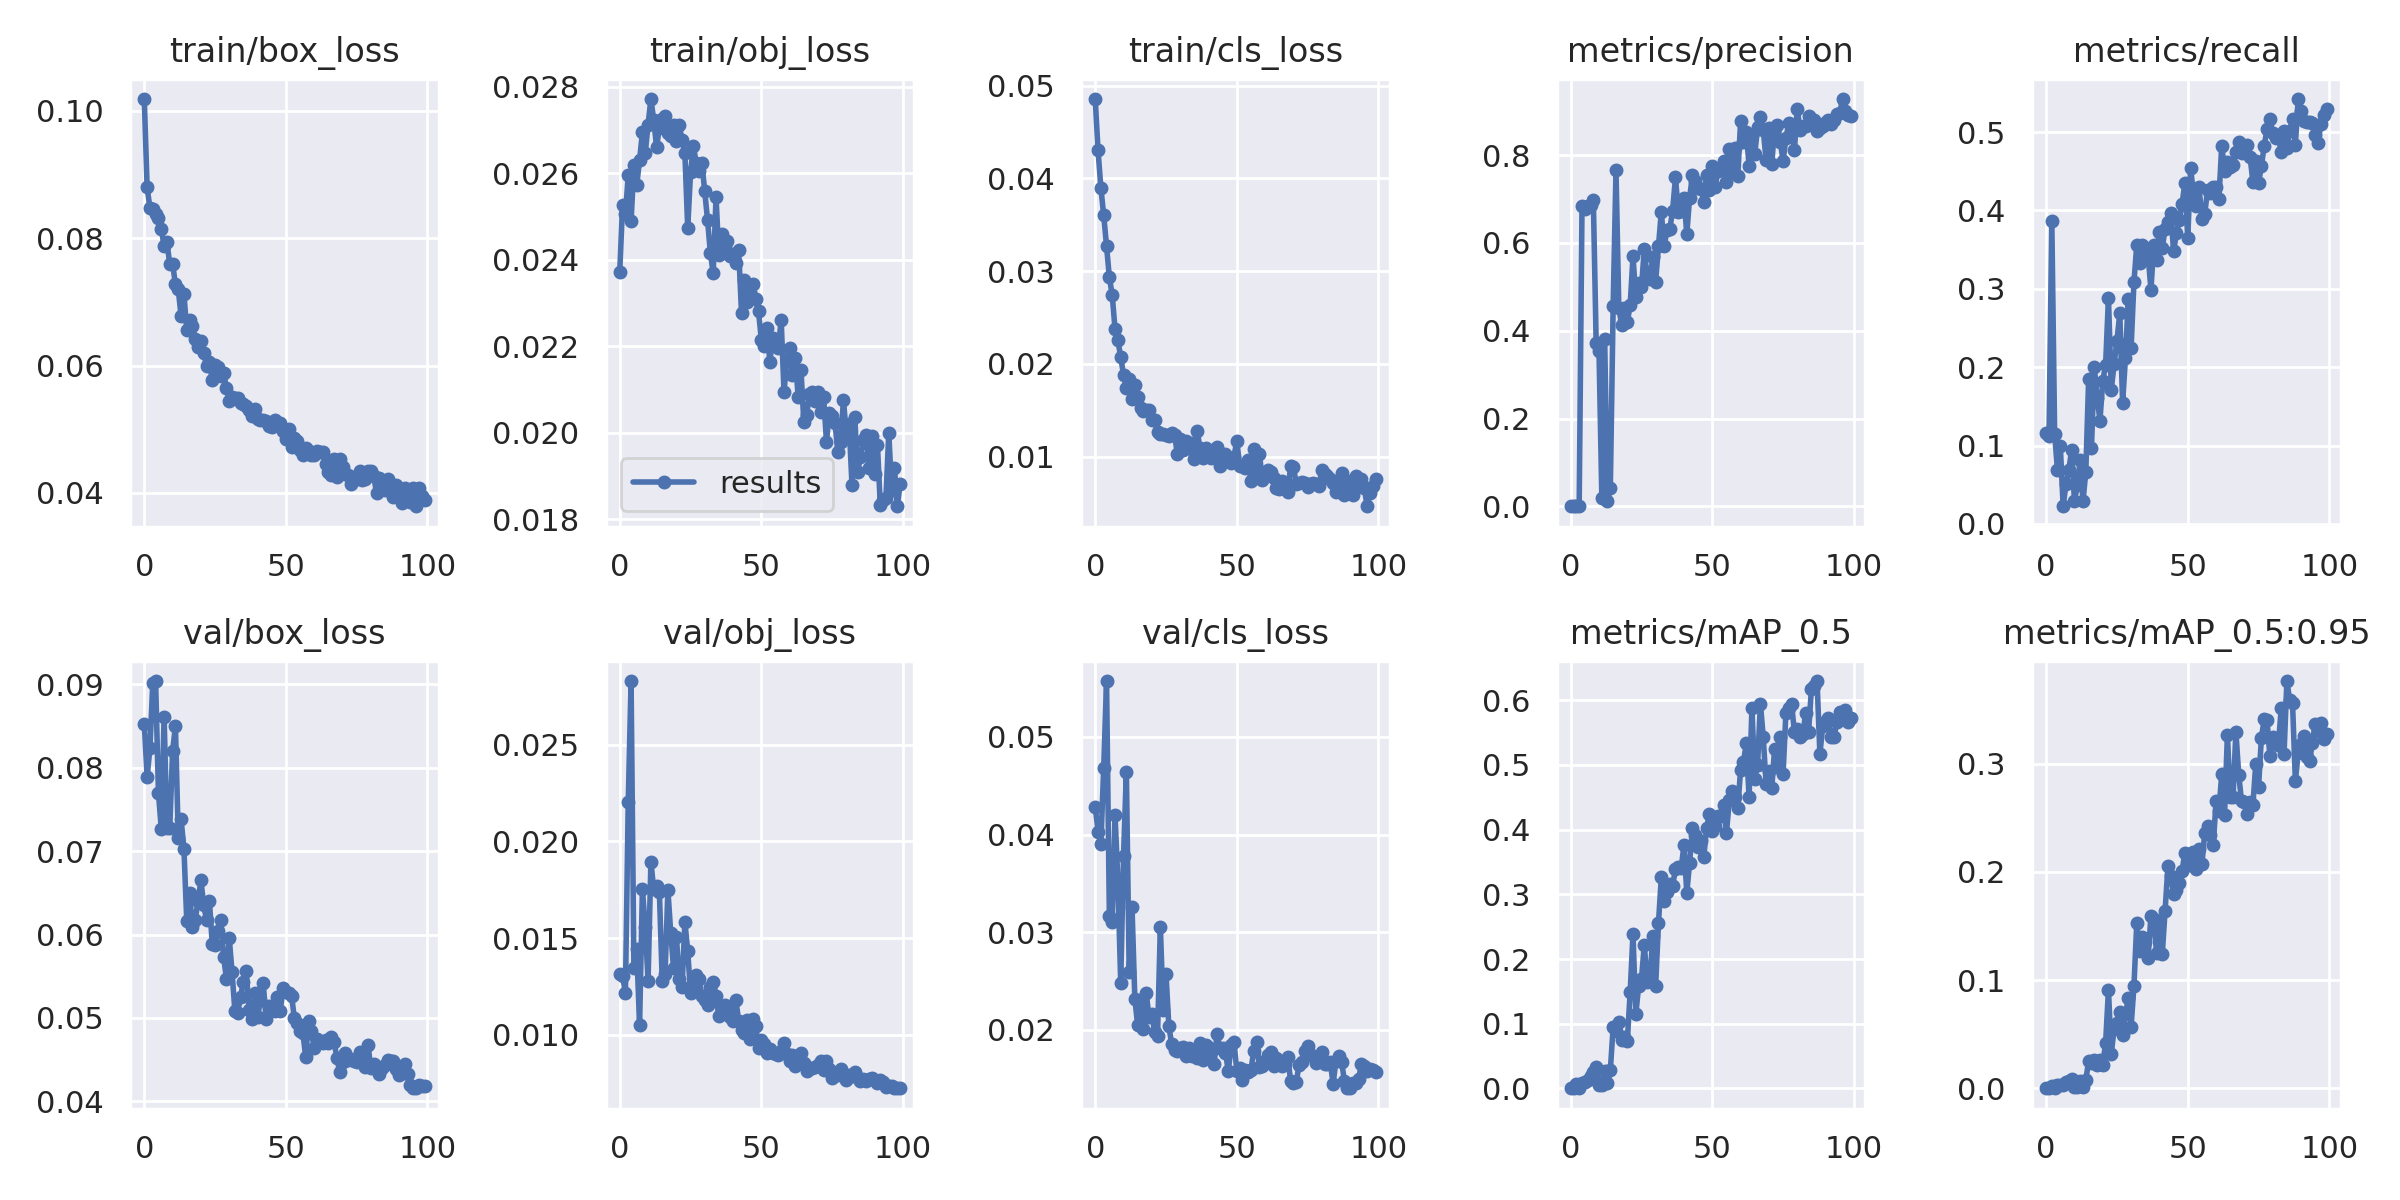 train/box_loss
0.10
0.08
0.06
0.04
0 50 100
train/obj_loss
0.028
0.026
0.024
0.022
0.020
0.018
results
0 50 100
train/cls_loss
0.05
0.04
0.03
0.02
0.01
0 50 100
metrics/precision
0.8
0.6
0.4
0.2
0.0
0 50 100
metrics/recall
0.5
0.4
0.3
0.2
0.1
0.0
0 50 100
val/box_loss
0.09
0.08
0.07
0.06
0.05
0.04
0 50 100
val/obj_loss
0.025
0.020
0.015
0.010
0 50 100
val/cls_loss
0.05
0.04
0.03
0.02
0 50 100
metrics/mAP_0.5
0.6
0.5
0.4
0.3
0.2
0.1
0.0
0 50 100
metrics/mAP_0.5:0.95
0.3
0.2
0.1
0.0
0 50 100